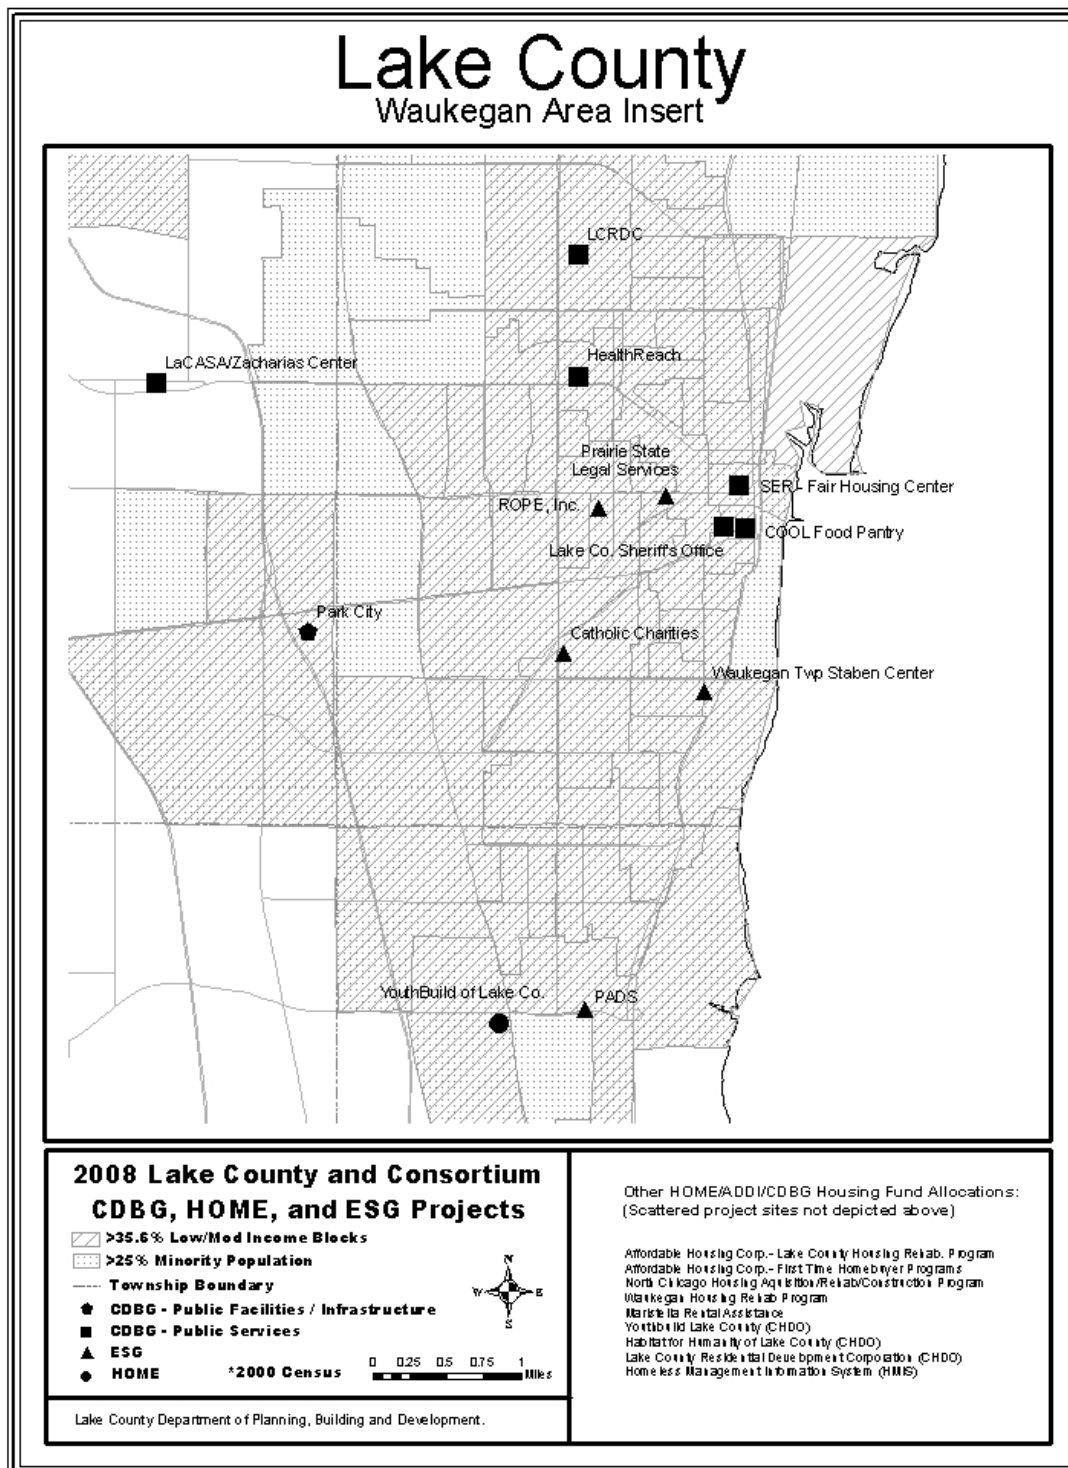 Lake County
Waukegan Area Insert
LCRDC
HealthReach
LaCASA/Zacharias Center
Prairie State
Legal Services
SER - Fair Housing Center
ROPE, Inc.
COOL Food Pantry
Lake Co. Sheriff's Office
Park City
Catholic Charities
Waukegan Twp Staben Center
YouthBuild of Lake Co.
PADS
2008 Lake County and Consortium
CDBG, HOME, and ESG Projects
>35.6% Low/Mod Income Blocks
>25% Minority Population
Township Boundary
CDBG - Public Facilities / Infrastructure
CDBG - Public Services
ESG
HOME
*2000 Census
N
W E
S
0 0.25 0.5 0.75 1
Miles
Lake County Department of Planning, Building and Development.
Other HOME/ADDI/CDBG Housing Fund Allocations:
(Scattered project sites not depicted above)
Affordable Housing Corp.- Lake County Housing Rehab. Program
Affordable Housing Corp.- First Time Homebuyer Programs
North Chicago Housing Aquisition/Rehab/Construction Program
Waukegan Housing Rehab Program
Maristella Rental Assistance
Youthbuild Lake County (CHDO)
Habitat for Humanity of Lake County (CHDO)
Lake County Residential Development Corporation (CHDO)
Homeless Management Information System (HMIS)